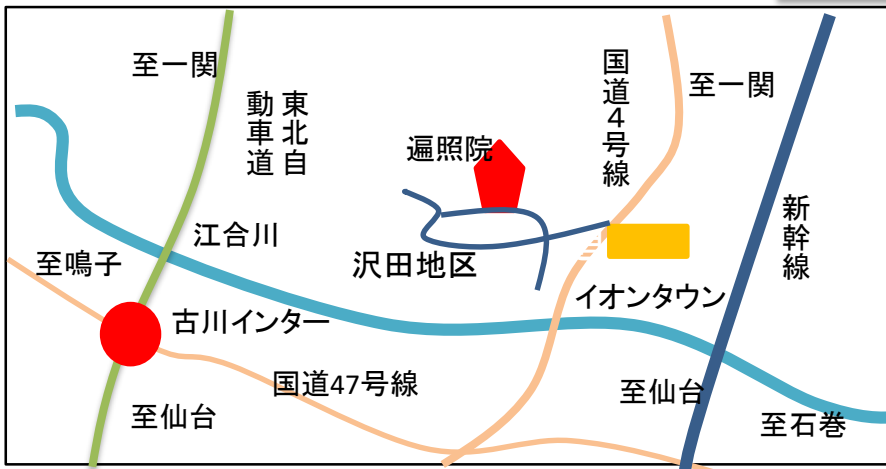 至一関
東北自
動車道
遍照院
国道4号線
至一関
新幹線
江合川
至鳴子
沢田地区
イオンタウン
古川インター
国道47号線
至仙台
至仙台
至石巻